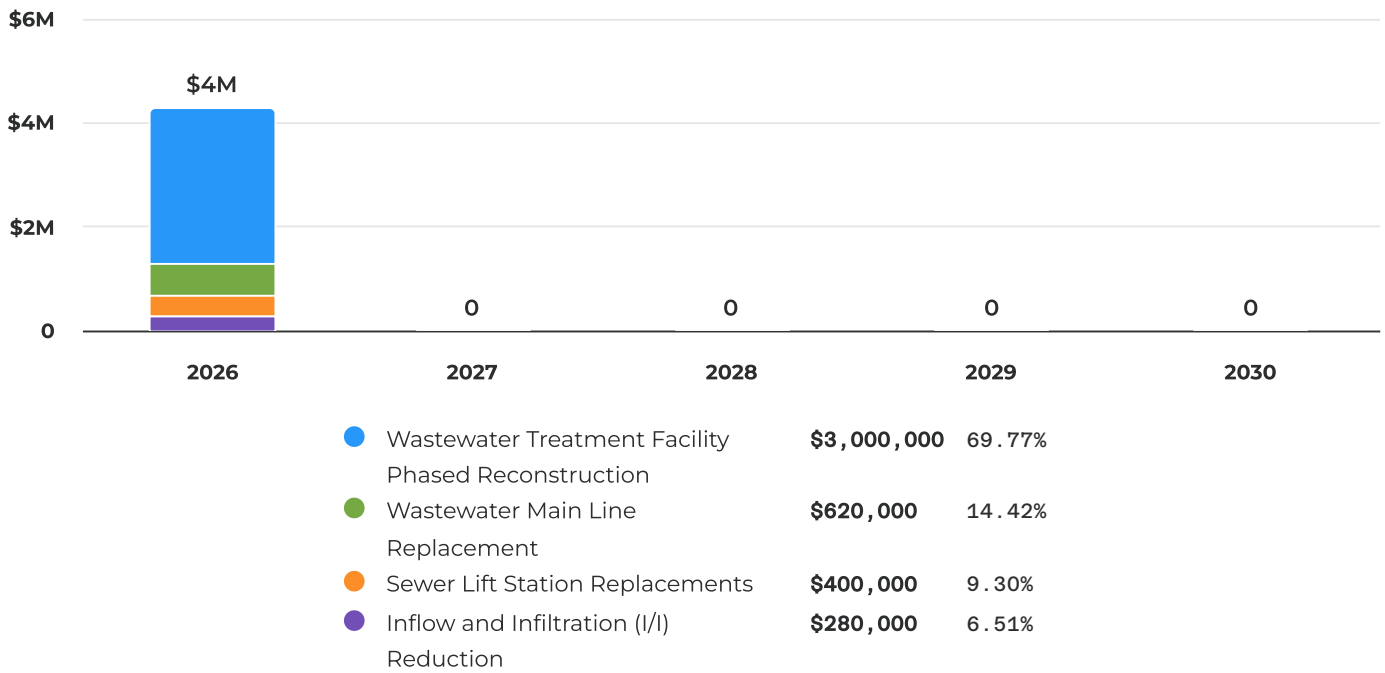 $6M
$4M
$4M
$2M
0
0
0
0
0
2026
2027
2028
2029
2030
Wastewater Treatment Facility $3,000,000 69.77%
Phased Reconstruction
Wastewater Main Line $620,000 14.42%
Replacement
Sewer Lift Station Replacements $400,000 9.30%
Inflow and Infiltration (I/I) $280,000 6.51%
Reduction